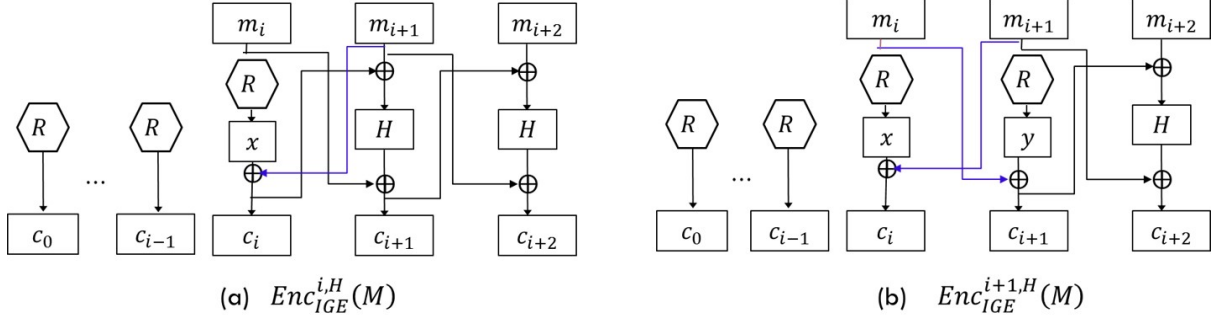 $m_i$ $m_{i+1}$ $m_{i+2}$ $m_i$ $m_{i+1}$ $m_{i+2}$
$R$ $R$ $R$
$R$ $R$ $R$ $R$
$x$ $H$ $H$ $x$ $y$ $H$
... ...
$c_0$ $c_{i-1}$ $c_i$ $c_{i+1}$ $c_{i+2}$ $c_0$ $c_{i-1}$ $c_i$ $c_{i+1}$ $c_{i+2}$
(a) $Enc_{IGE}^{i,H}(M)$ (b) $Enc_{IGE}^{i+1,H}(M)$